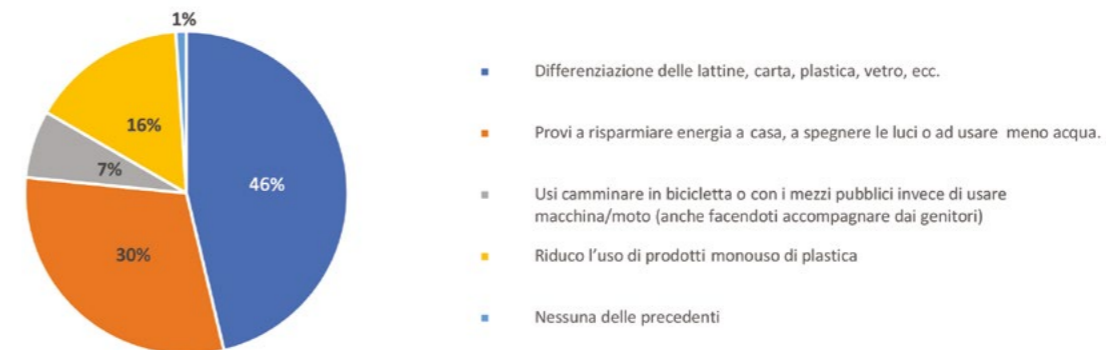 1%
16%
7%
46%
30%
Differenziazione delle lattine, carta, plastica, vetro, ecc.
Provi a risparmiare energia a casa, a spegnere le luci o ad usare meno acqua.
Usi camminare in bicicletta o con i mezzi pubblici invece di usare
macchina/moto (anche facendoti accompagnare dai genitori)
Riduco l'uso di prodotti monouso di plastica
Nessuna delle precedenti